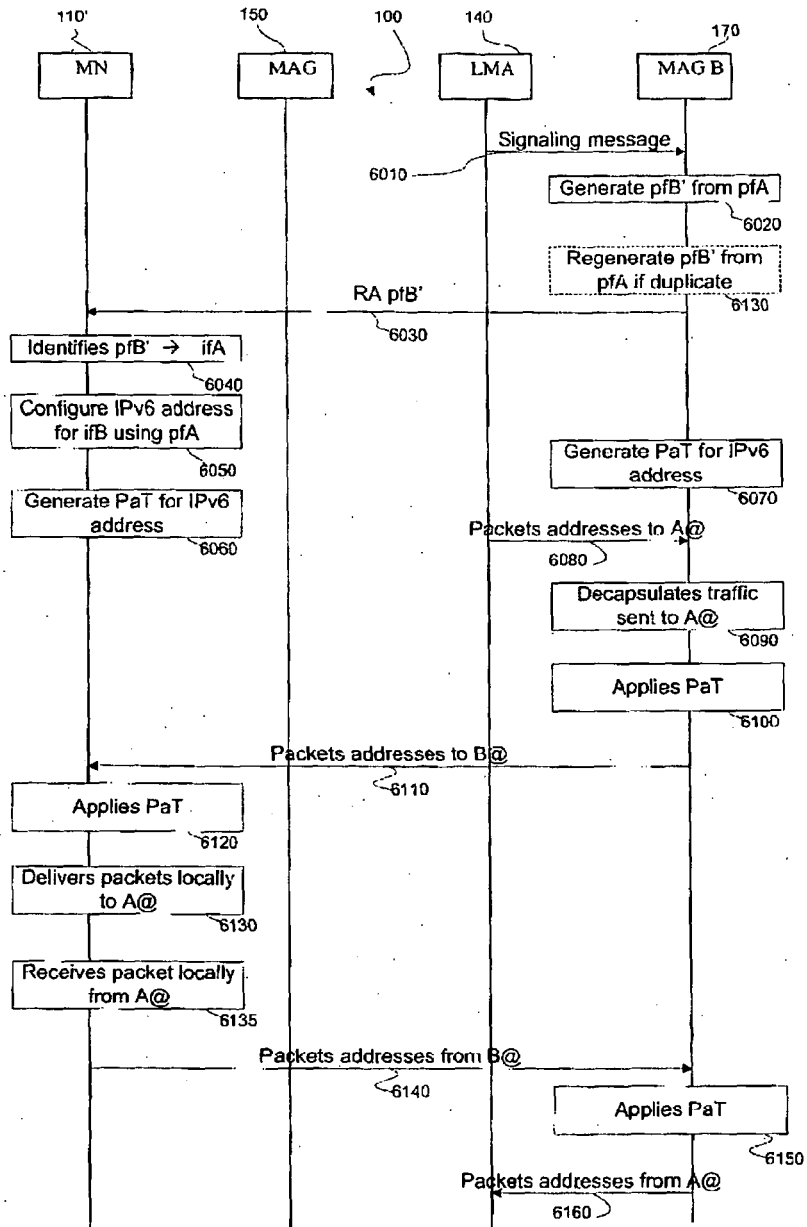 110' 150 100 140 170
MN MAG LMA MAG B
Signaling message
6010
Generate pfB' from pfA
6020
Regenerate pfB' from
pfA if duplicate
6130
RA pfB'
6030
Identifies pfB' → ifA
6040
Configure IPv6 address
for ifB using pfA
6050
Generate PaT for IPv6
address
6070
Generate PaT for IPv6
address
6060
Packets addresses to A@
6080
Decapsulates traffic
sent to A@
6090
Applies PaT
6100
Packets addresses to B@
6110
Applies PaT
6120
Delivers packets locally
to A@
6130
Receives packet locally
from A@
6135
Packets addresses from B@
6140
Applies PaT
6150
Packets addresses from A@
6160